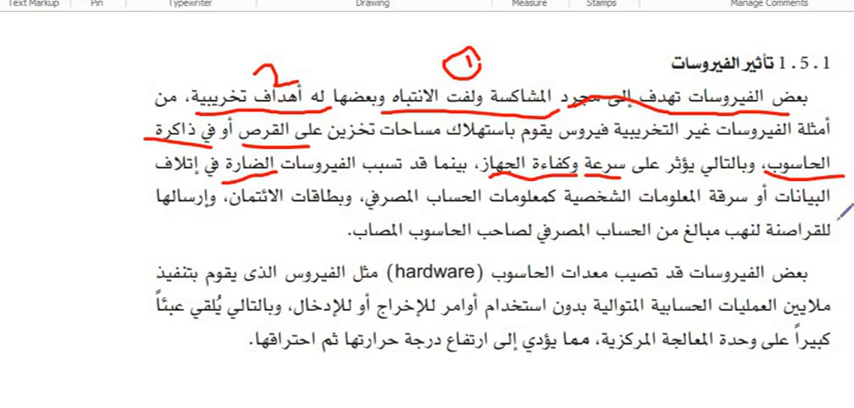 Text Markup Pin Typewriter Drawing Measure Stamps Manage Comments
1.5.1 تأثير الفيروسات
2 1
بعض الفيروسات تهدف إلى مجرد المشاكسة ولفت الانتباه وبعضها له أهداف تخريبية، من
أمثلة الفيروسات غير التخريبية فيروس يقوم باستهلاك مساحات تخزين على القرص أو في ذاكرة
الحاسوب، وبالتالي يؤثر على سرعة وكفاءة الجهاز، بينما قد تسبب الفيروسات الضارة في إتلاف
البيانات أو سرقة المعلومات الشخصية كمعلومات الحساب المصرفي، وبطاقات الائتمان، وإرسالها
للقراصنة لنهب مبالغ من الحساب المصرفي لصاحب الحاسوب المصاب.
بعض الفيروسات قد تصيب معدات الحاسوب (hardware) مثل الفيروس الذى يقوم بتنفيذ
ملايين العمليات الحسابية المتوالية بدون استخدام أوامر للإخراج أو للإدخال، وبالتالي يُلقي عبئاً
كبيراً على وحدة المعالجة المركزية، مما يؤدي إلى ارتفاع درجة حرارتها ثم احتراقها.